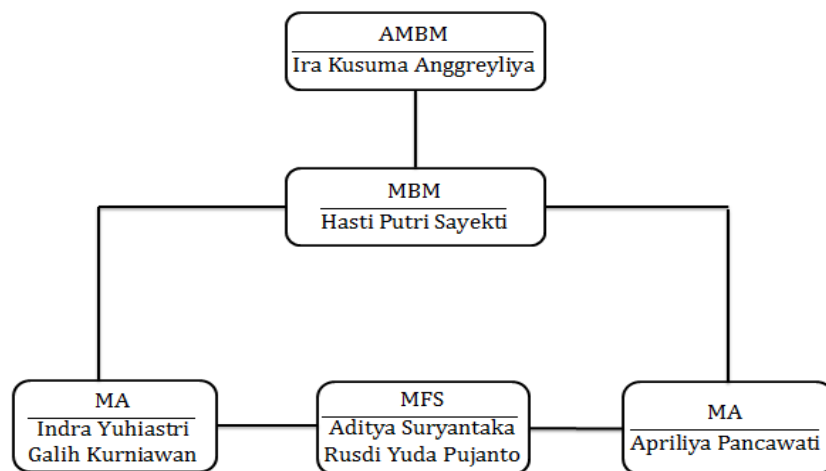 AMBM
Ira Kusuma Anggreyliya
MBM
Hasti Putri Sayekti
MA
Indra Yuhiastri
Galih Kurniawan
MFS
Aditya Suryantaka
Rusdi Yuda Pujanto
MA
Apriliya Pancawati